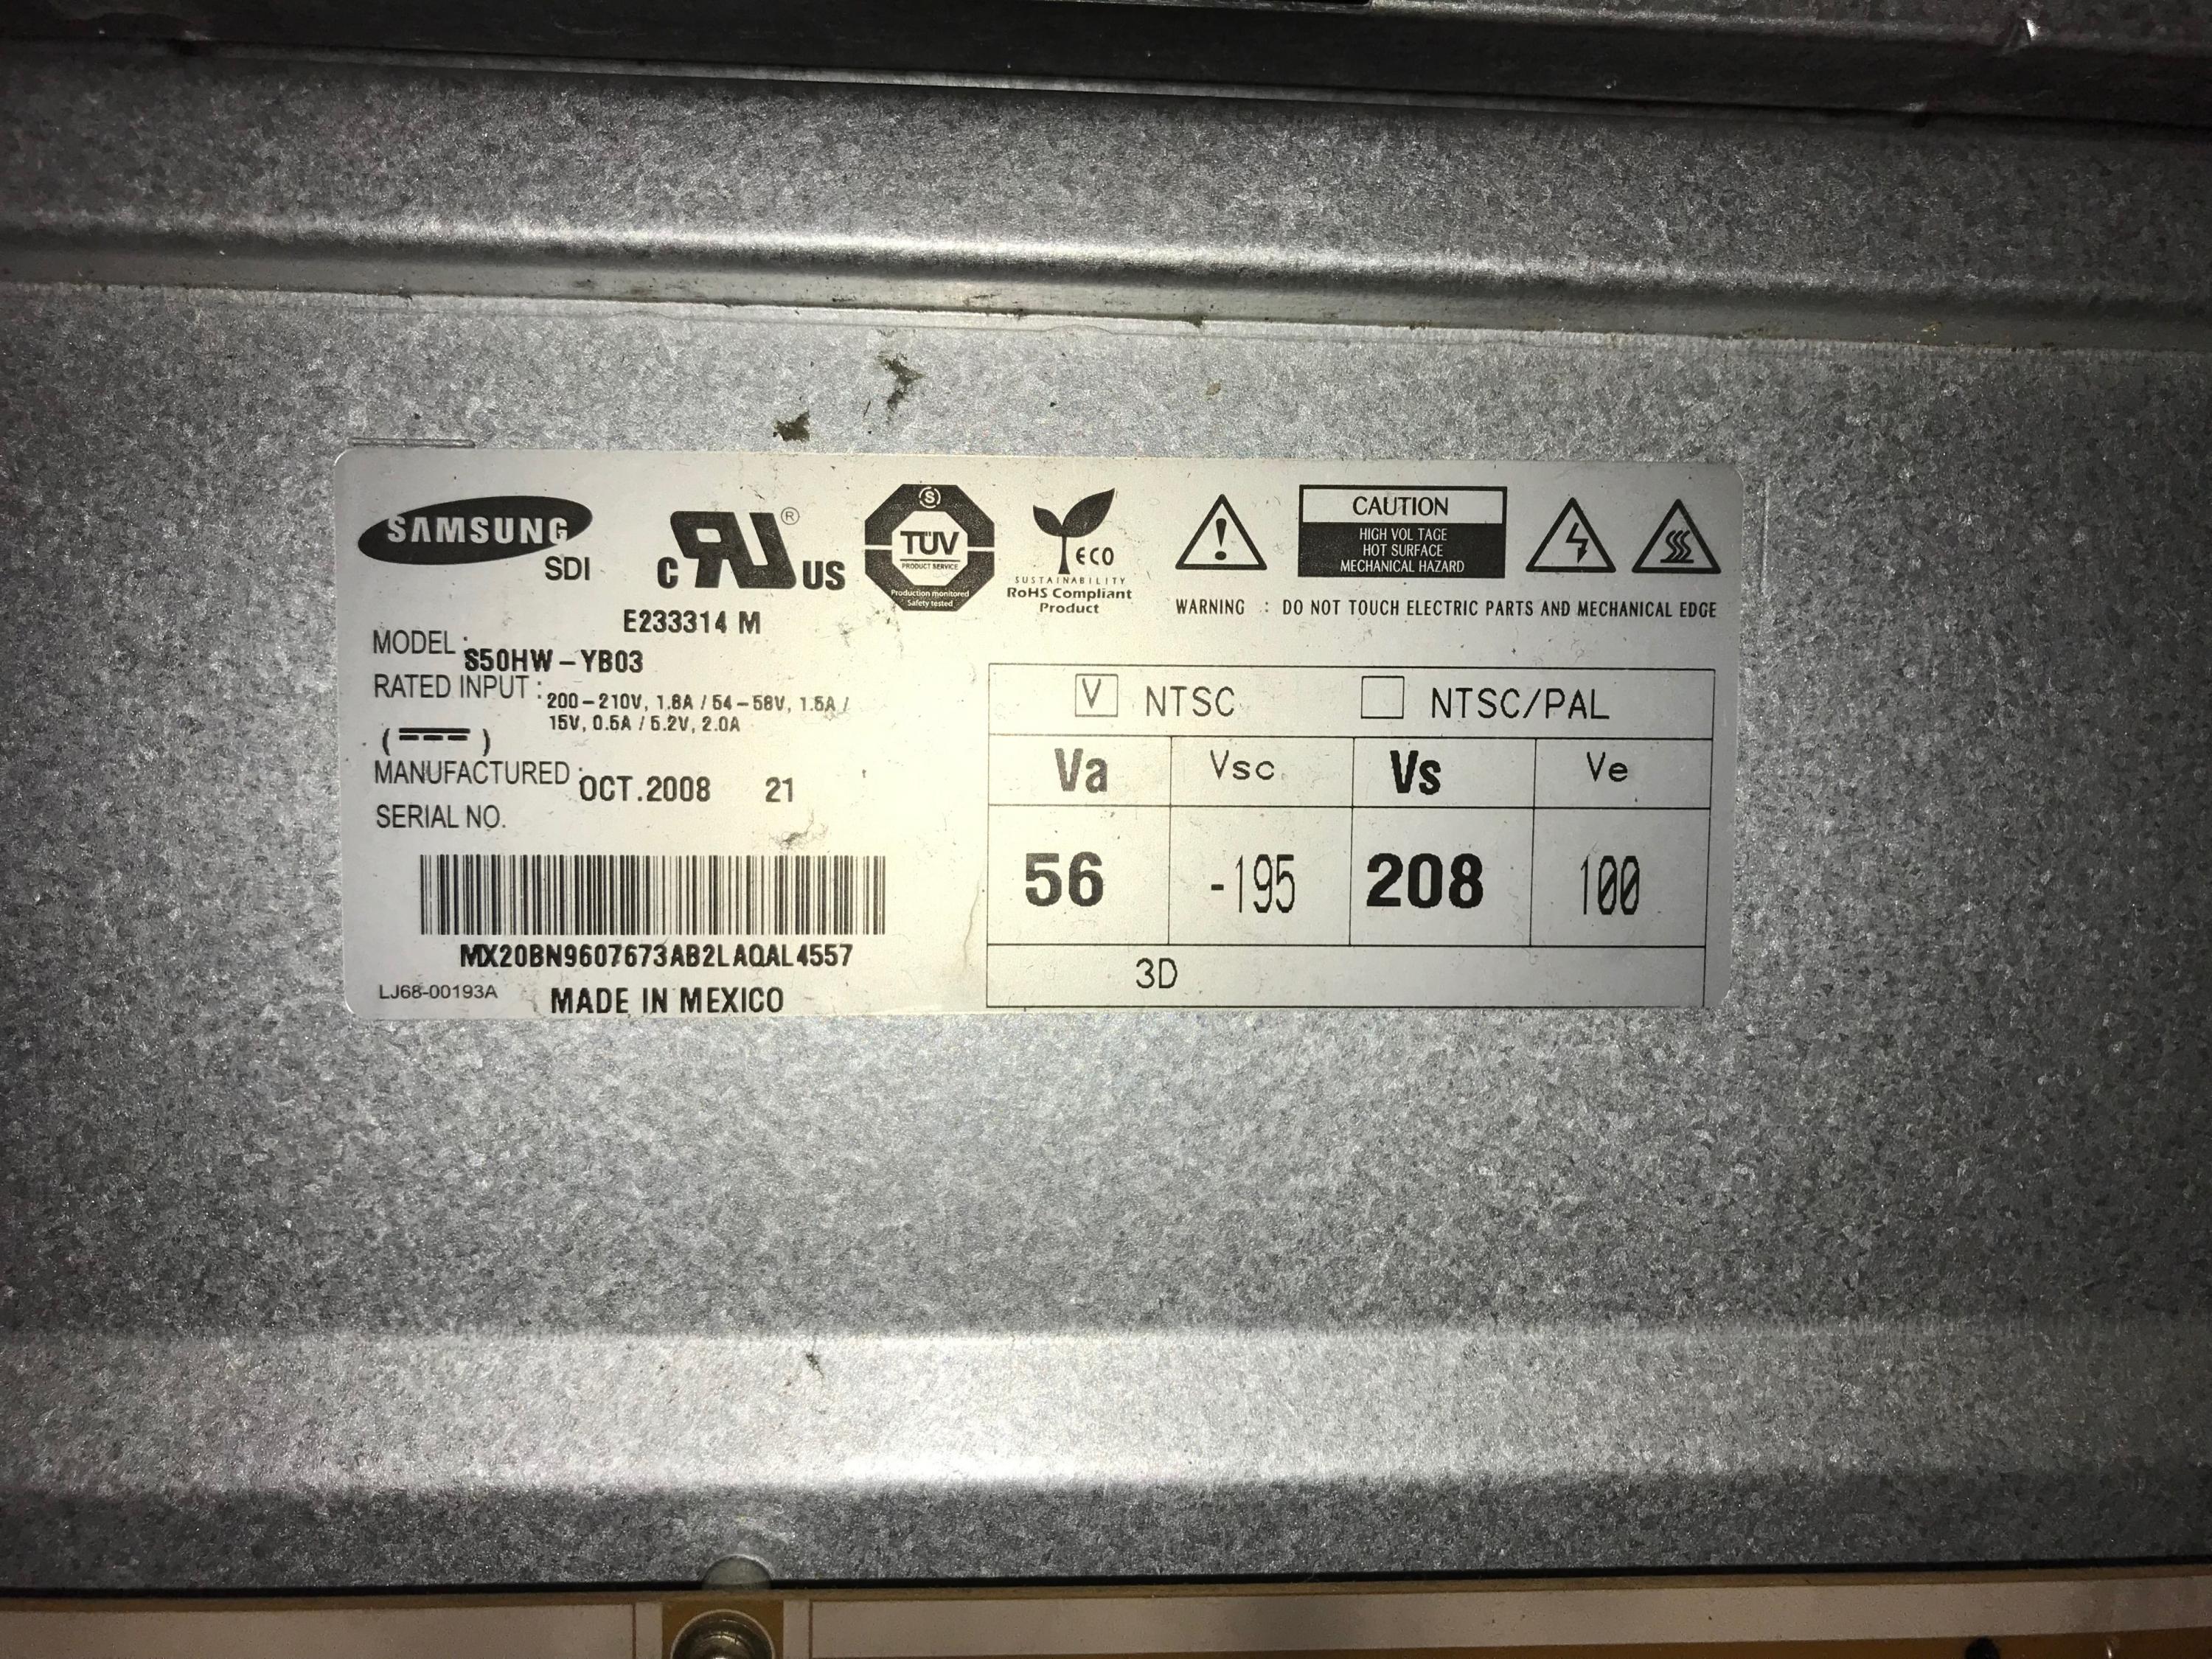 SAMSUNG
SDI
c RU ® US
E233314 M
S
TÜV
PRODUCT SERVICE
Production monitored
Safety tested
eco
SUSTAINABILITY
RoHS Compliant
Product
CAUTION
HIGH VOL TAGE
HOT SURFACE
MECHANICAL HAZARD
WARNING : DO NOT TOUCH ELECTRIC PARTS AND MECHANICAL EDGE
MODEL : S50HW-YB03
RATED INPUT : 200-210V, 1.8A / 54-58V, 1.5A /
15V, 0.5A / 5.2V, 2.0A
( )
MANUFACTURED : OCT.2008 21
SERIAL NO.
MX20BN9607673AB2LAQAL4557
LJ68-00193A MADE IN MEXICO
V NTSC NTSC/PAL
Va Vsc Vs Ve
56 -195 208 100
3D